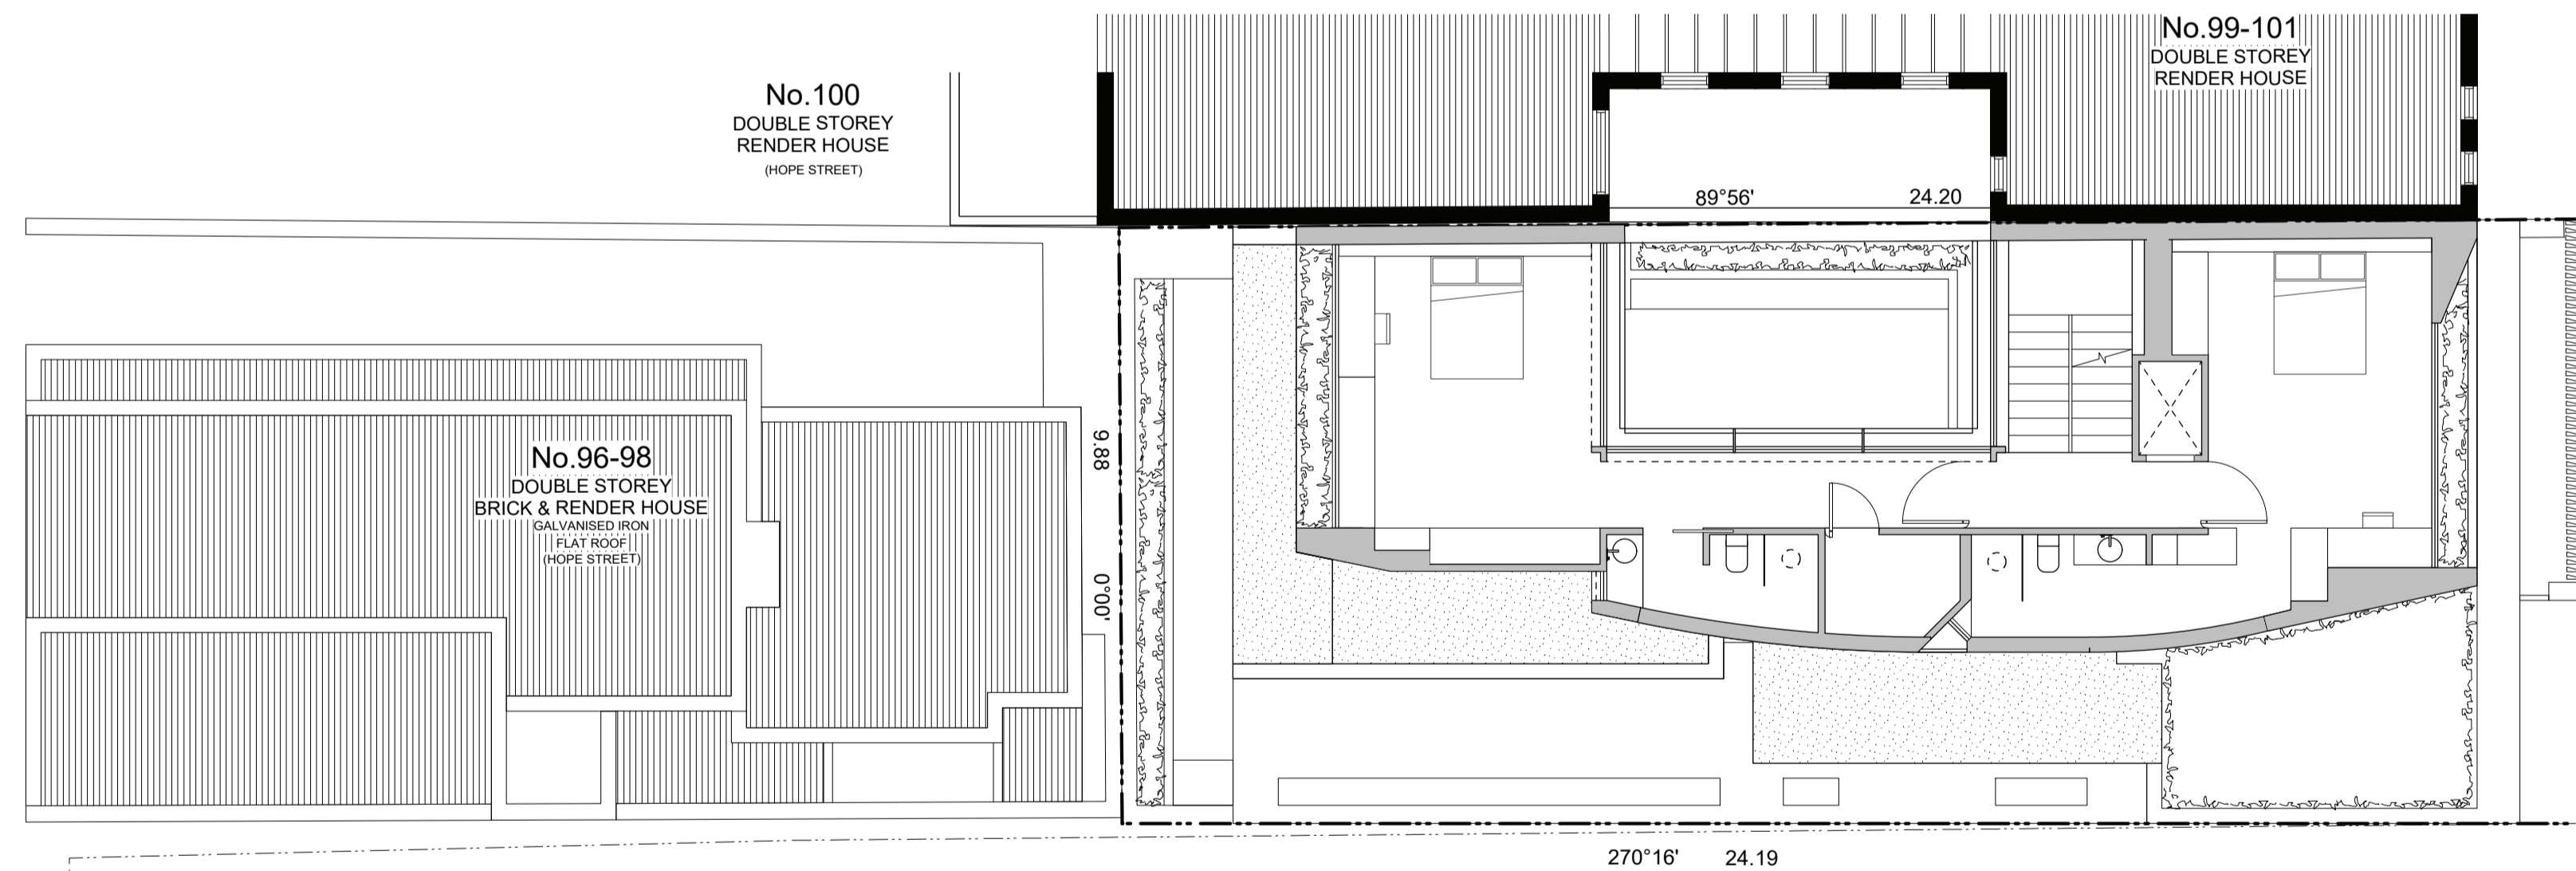 No.99-101
DOUBLE STOREY
RENDER HOUSE
No.100
DOUBLE STOREY
RENDER HOUSE
(HOPE STREET)
89°56' 24.20
No.96-98
DOUBLE STOREY
BRICK & RENDER HOUSE
GALVANISED IRON
FLAT ROOF
(HOPE STREET)
9.88
0°00'
270°16' 24.19